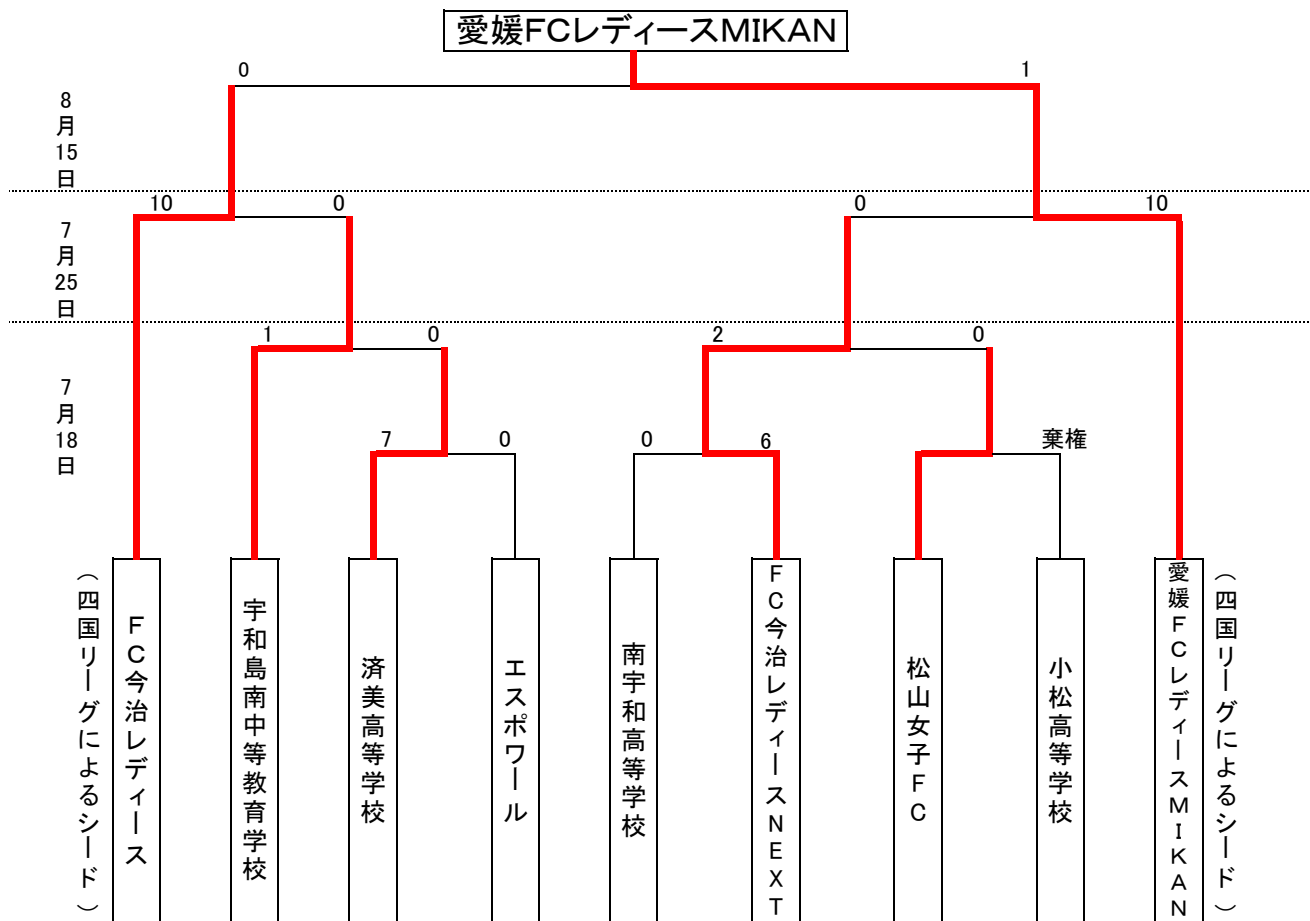 愛媛FCレディースMIKAN
0
1
8月15日
10
0
0
10
7月25日
1
0
2
0
7月18日
7
0
0
6
棄権
（四国リーグによるシード）
FC今治レディース
宇和島南中等教育学校
済美高等学校
エスポワール
南宇和高等学校
FC今治レディースNEXT
松山女子FC
小松高等学校
愛媛FCレディースMIKAN
（四国リーグによるシード）